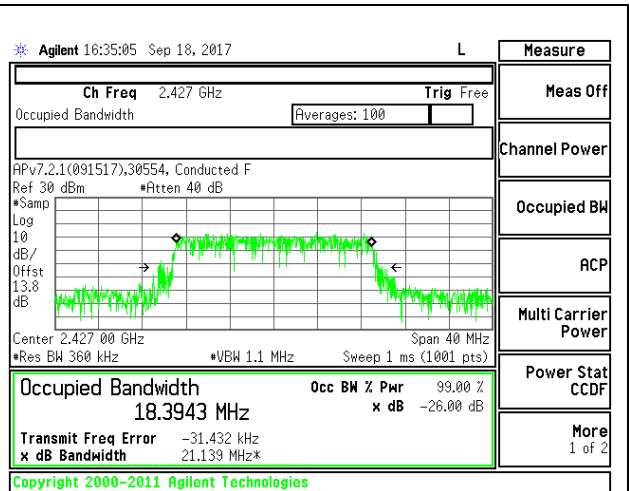 Agilent 16:35:05 Sep 18, 2017 L
Measure
Ch Freq 2.427 GHz Trig Free
Occupied Bandwidth Averages: 100
Meas Off
Channel Power
APv7.2.1(091517),30554, Conducted F
Ref 30 dBm #Atten 40 dB
#Samp
Log
10
dB/
Offst
13.8
dB
Occupied BW
ACP
Center 2.427 00 GHz Span 40 MHz
#Res BW 360 kHz #VBW 1.1 MHz Sweep 1 ms (1001 pts)
Multi Carrier
Power
Occupied Bandwidth Occ BW % Pwr 99.00 %
18.3943 MHz x dB -26.00 dB
Transmit Freq Error -31.432 kHz
x dB Bandwidth 21.139 MHz*
Power Stat
CCDF
More
1 of 2
Copyright 2000-2011 Agilent Technologies